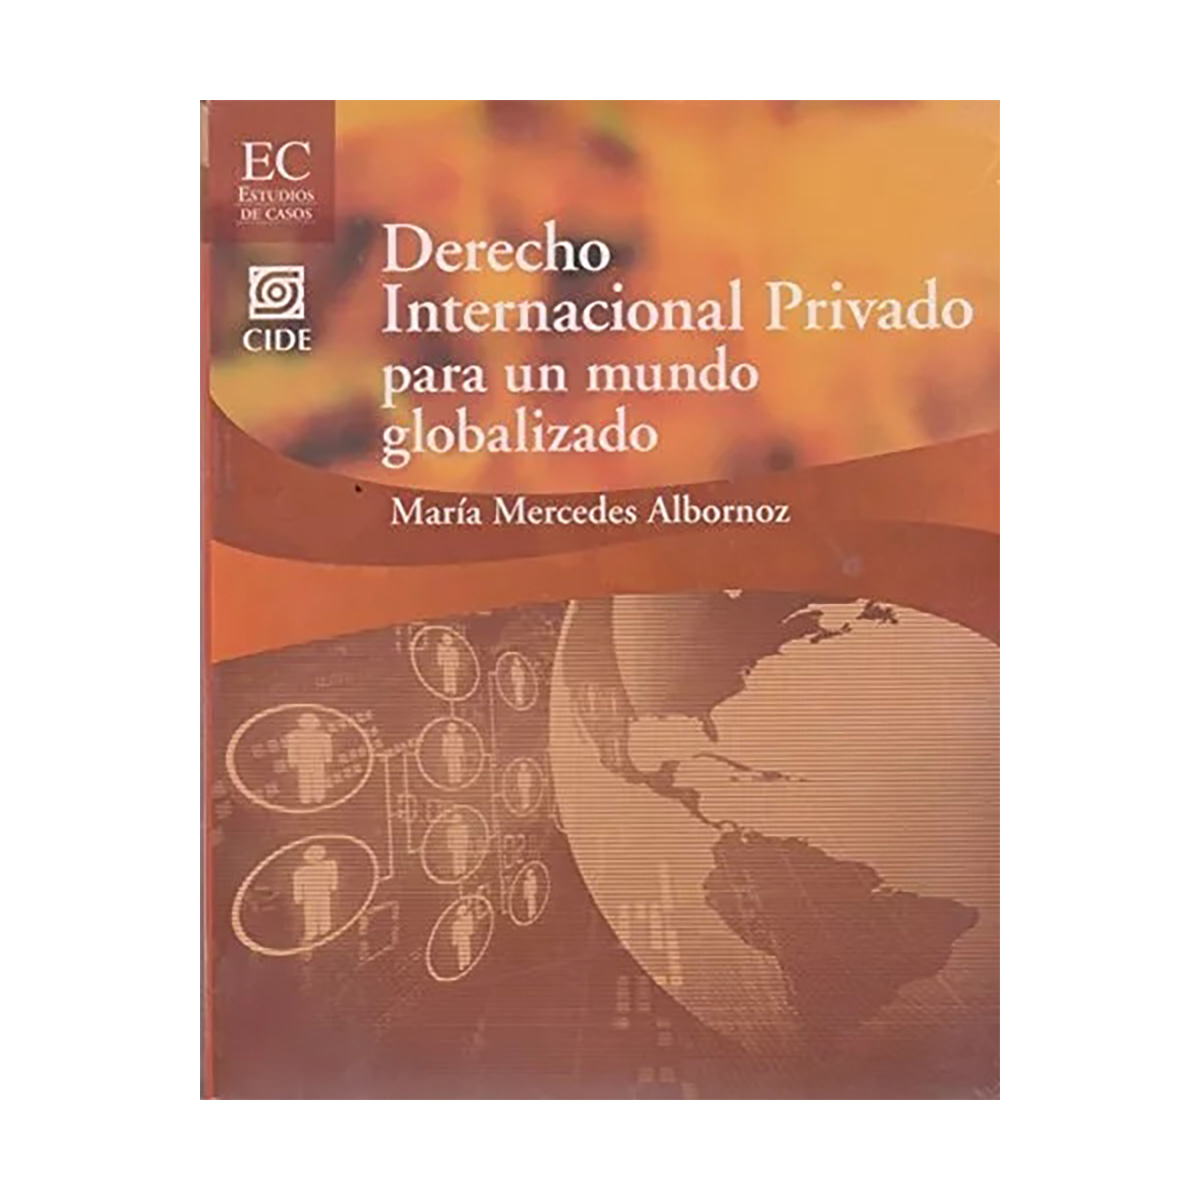 EC
ESTUDIOS
DE CASOS
CIDE
Derecho
Internacional Privado
para un mundo
globalizado
María Mercedes Albornoz